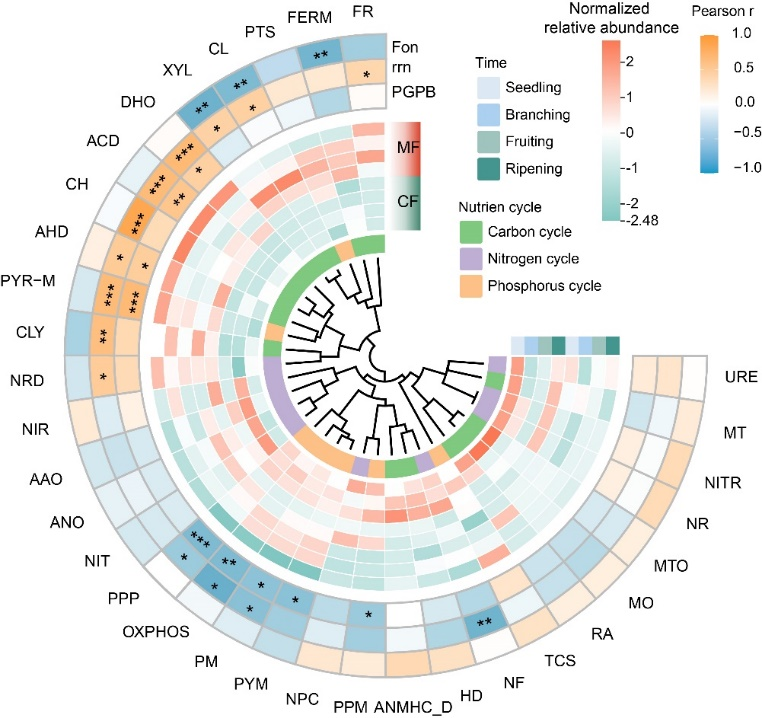 FR
FERM
PTS
CL
XYL
DHO
ACD
CH
AHD
PYR-M
CLY
NRD
NIR
AAO
ANO
NIT
PPP
OXPHOS
PM
PYM
NPC
PPM
ANMHC_D
HD
NF
TCS
RA
MO
MTO
NR
NITR
MT
URE
Fon
rrn
PGPB
MF
CF
**
*
**
*
**
*
***
*
***
**
***
*
*
***
***
**
*
***
*
**
*
*
*
*
*
**
Time
Seedling
Branching
Fruiting
Ripening
Nutrien cycle
Carbon cycle
Nitrogen cycle
Phosphorus cycle
Normalized
relative abundance
2
1
-0
-1
-2
-2.48
Pearson r
1.0
0.5
0.0
-0.5
-1.0